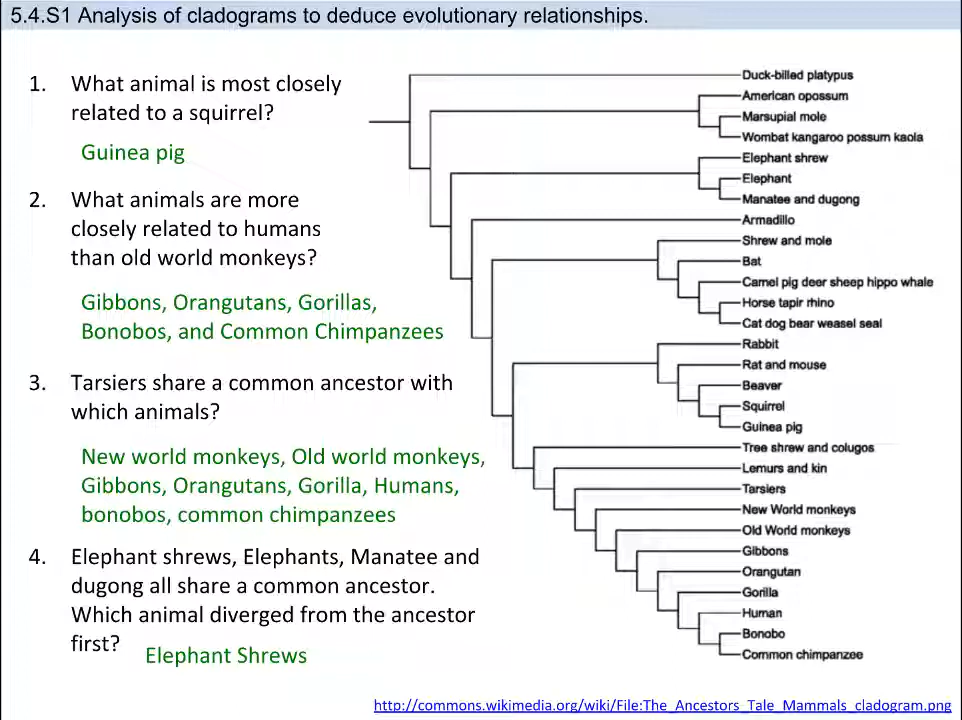 5.4.S1 Analysis of cladograms to deduce evolutionary relationships.
1. What animal is most closely
related to a squirrel?
Guinea pig
2. What animals are more
closely related to humans
than old world monkeys?
Gibbons, Orangutans, Gorillas,
Bonobos, and Common Chimpanzees
3. Tarsiers share a common ancestor with
which animals?
New world monkeys, Old world monkeys,
Gibbons, Orangutans, Gorilla, Humans,
bonobos, common chimpanzees
4. Elephant shrews, Elephants, Manatee and
dugong all share a common ancestor.
Which animal diverged from the ancestor
first?
Elephant Shrews
Duck-billed platypus
American opossum
Marsupial mole
Wombat kangaroo possum kaola
Elephant shrew
Elephant
Manatee and dugong
Armadillo
Shrew and mole
Bat
Camel pig deer sheep hippo whale
Horse tapir rhino
Cat dog bear weasel seal
Rabbit
Rat and mouse
Beaver
Squirrel
Guinea pig
Tree shrew and colugos
Lemurs and kin
Tarsiers
New World monkeys
Old World monkeys
Gibbons
Orangutan
Gorilla
Human
Bonobo
Common chimpanzee
http://commons.wikimedia.org/wiki/File:The_Ancestors_Tale_Mammals_cladogram.png